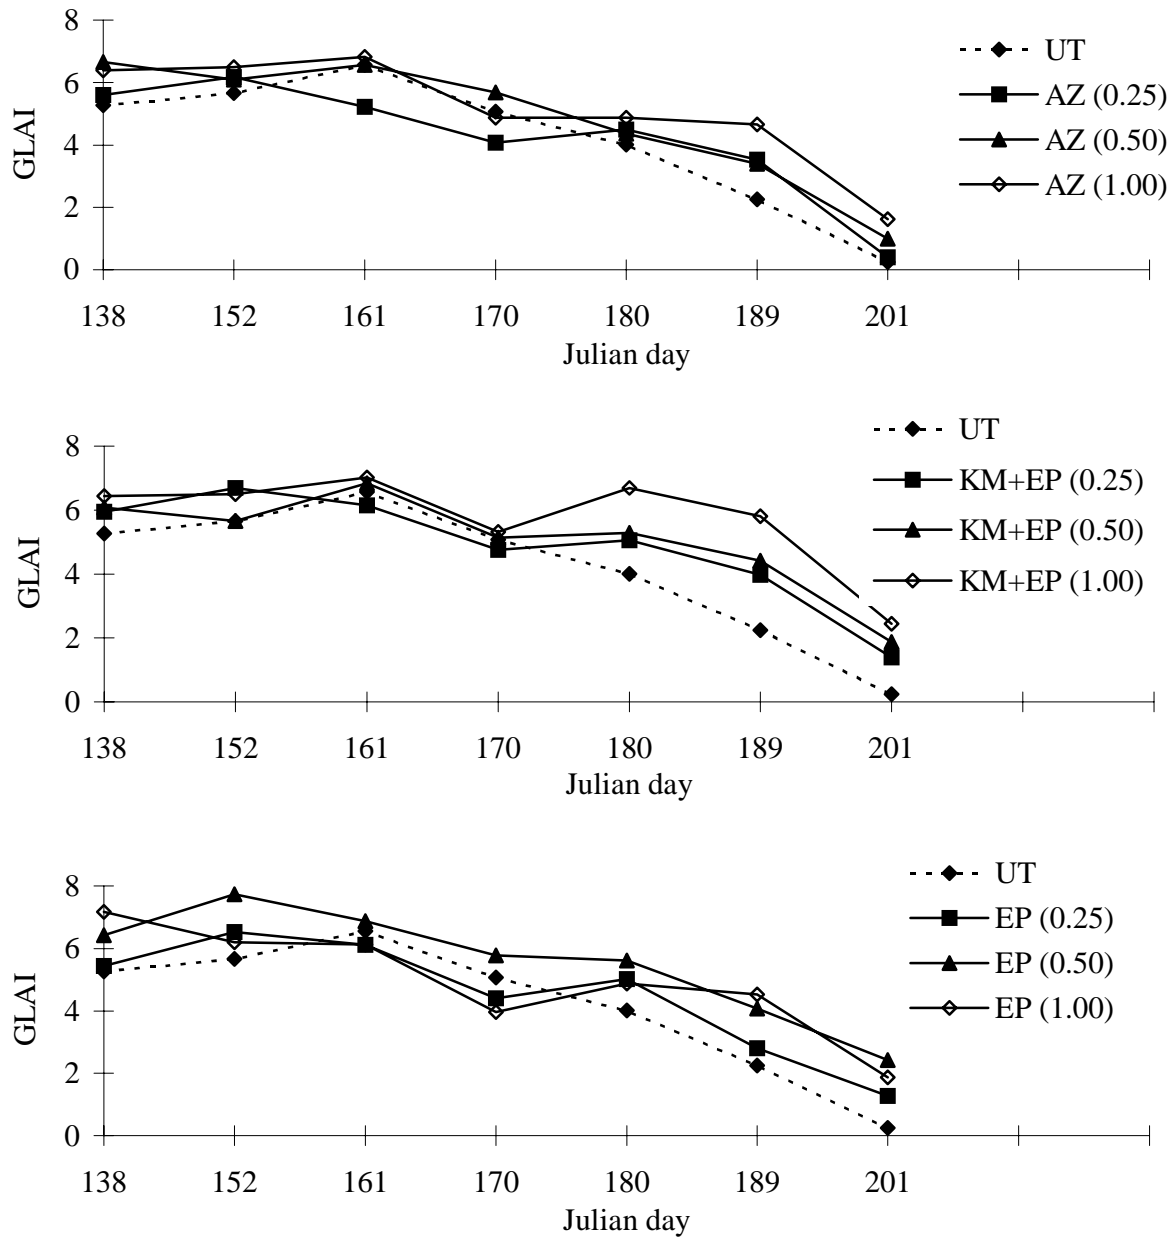 8
6
4
2
0
GLAI
138 152 161 170 180 189 201
Julian day
UT
AZ (0.25)
AZ (0.50)
AZ (1.00)
8
6
4
2
0
GLAI
138 152 161 170 180 189 201
Julian day
UT
KM+EP (0.25)
KM+EP (0.50)
KM+EP (1.00)
8
6
4
2
0
GLAI
138 152 161 170 180 189 201
Julian day
UT
EP (0.25)
EP (0.50)
EP (1.00)